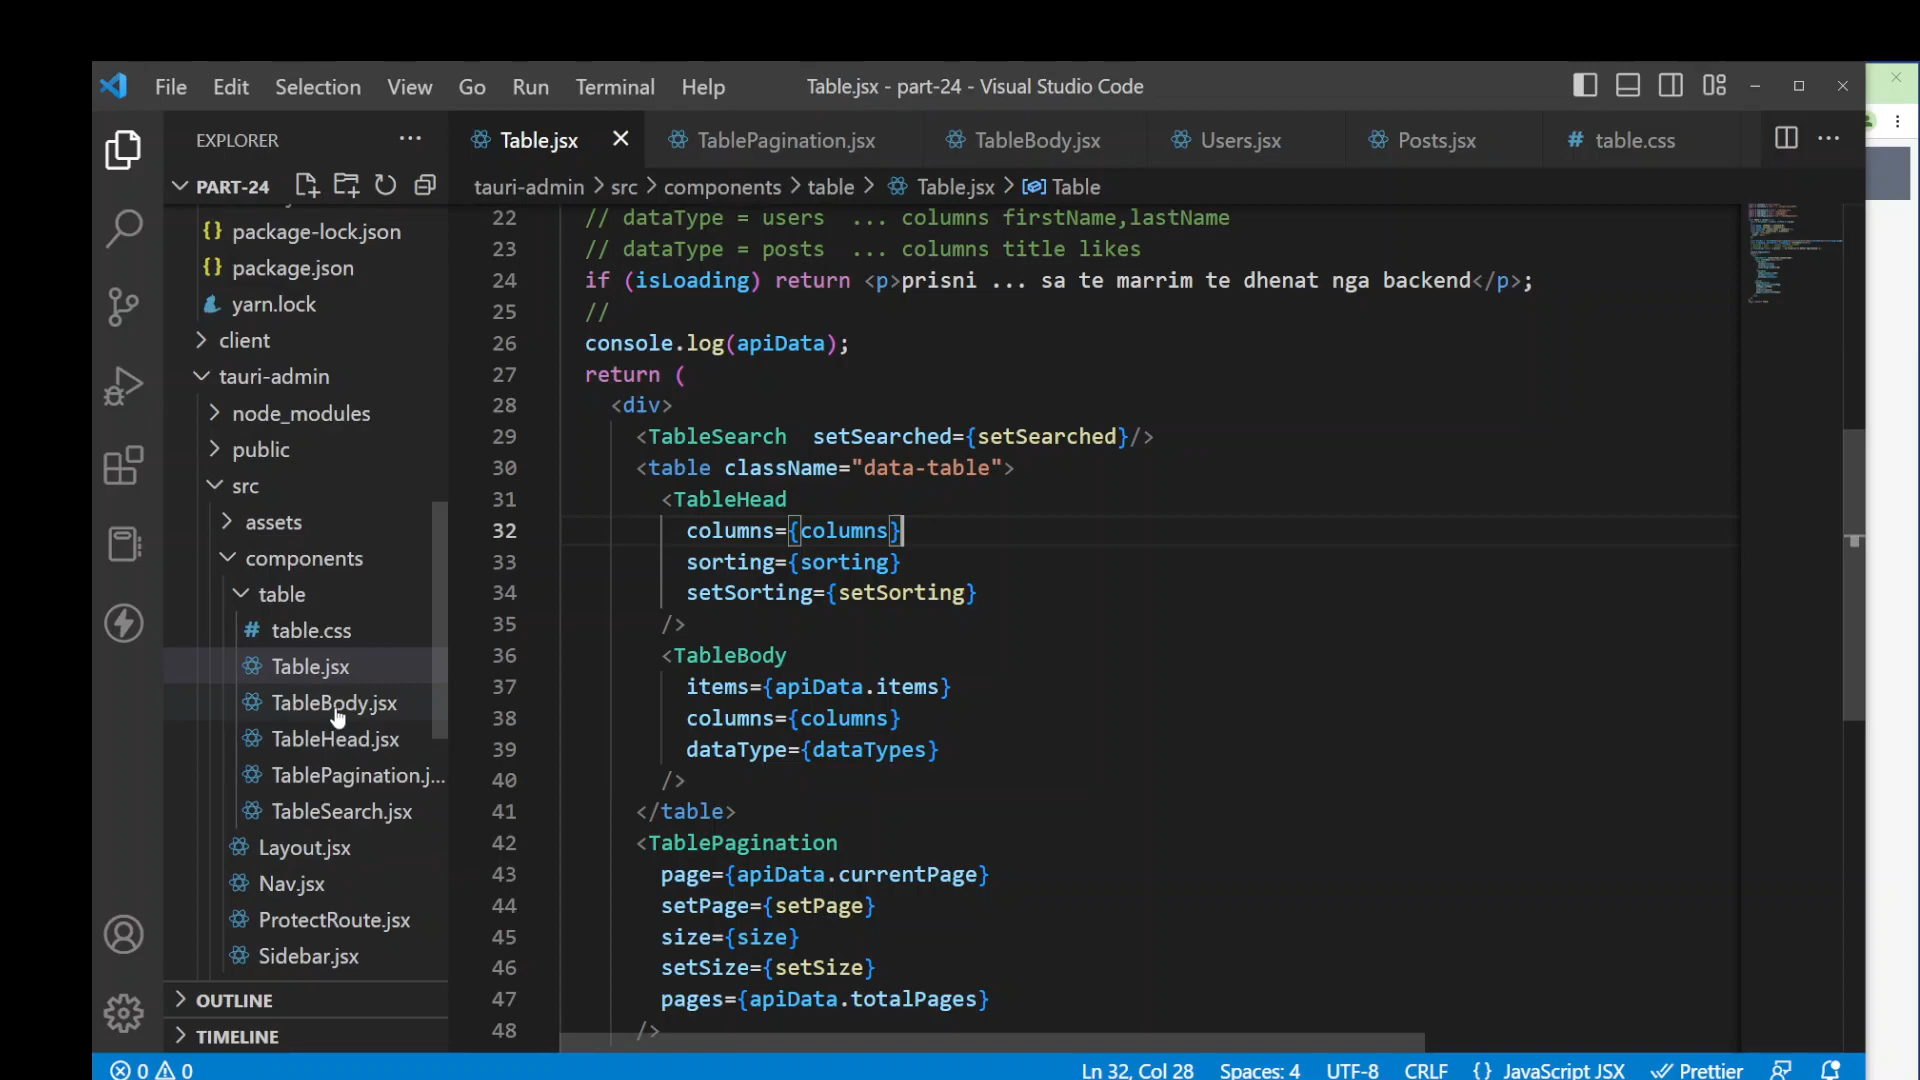 File Edit Selection View Go Run Terminal Help Table.jsx - part-24 - Visual Studio Code
EXPLORER ··· Table.jsx TablePagination.jsx TableBody.jsx Users.jsx Posts.jsx # table.css ···
PART-24 tauri-admin > src > components > table > Table.jsx > Table
{} package-lock.json
{} package.json
yarn.lock
> client
tauri-admin
> node_modules
> public
src
> assets
components
table
# table.css
Table.jsx
TableBody.jsx
TableHead.jsx
TablePagination.j...
TableSearch.jsx
Layout.jsx
Nav.jsx
ProtectRoute.jsx
Sidebar.jsx
> OUTLINE
> TIMELINE
22 // dataType = users ... columns firstName,lastName
23 // dataType = posts ... columns title likes
24 if (isLoading) return <p>prisni ... sa te marrim te dhenat nga backend</p>;
25 //
26 console.log(apiData);
27 return (
28 <div>
29 <TableSearch setSearched={setSearched}/>
30 <table className="data-table">
31 <TableHead
32 columns={columns}
33 sorting={sorting}
34 setSorting={setSorting}
35 />
36 <TableBody
37 items={apiData.items}
38 columns={columns}
39 dataType={dataTypes}
40 />
41 </table>
42 <TablePagination
43 page={apiData.currentPage}
44 setPage={setPage}
45 size={size}
46 setSize={setSize}
47 pages={apiData.totalPages}
48 />
0 0 Ln 32, Col 28 Spaces: 4 UTF-8 CRLF {} JavaScript JSX Prettier